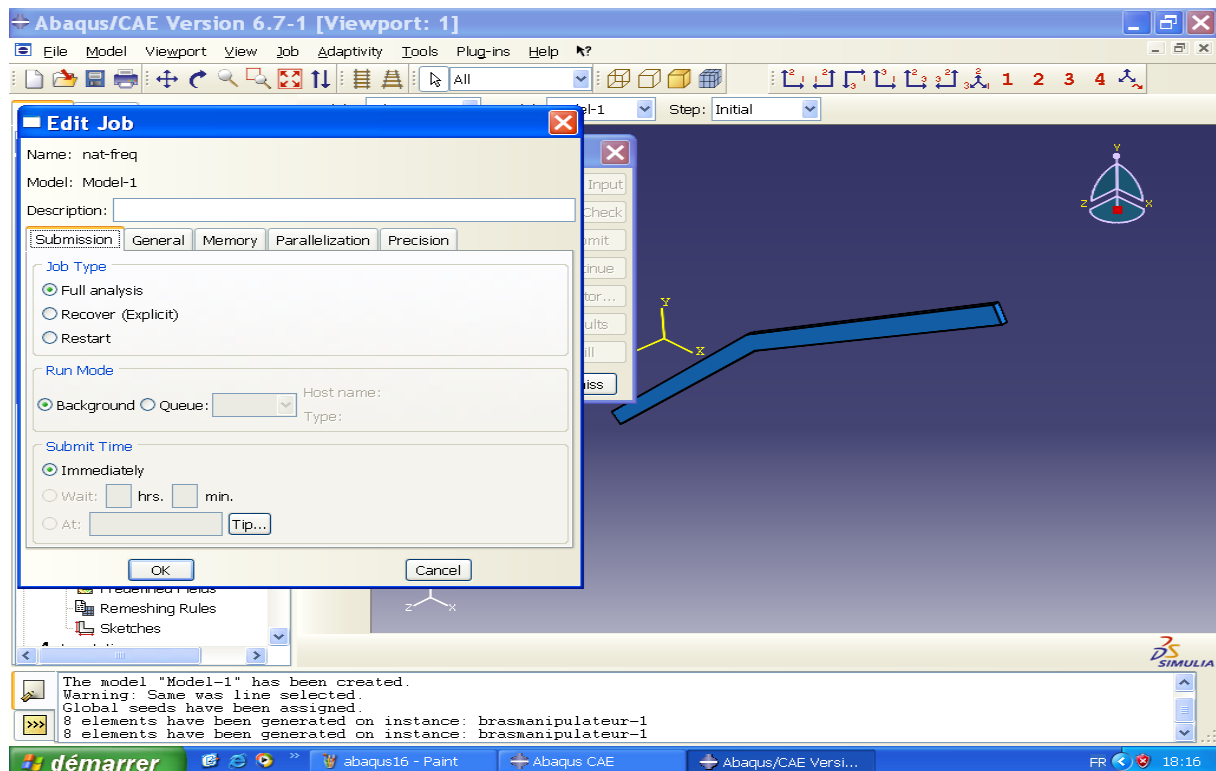 Abaqus/CAE Version 6.7-1 [Viewport: 1]
File Model Viewport View Job Adaptivity Tools Plug-ins Help
All 1 2 3 4
Step: Initial
Edit Job
Name: nat-freq
Model: Model-1
Description:
Submission General Memory Parallelization Precision
Job Type
Full analysis
Recover (Explicit)
Restart
Run Mode
Background Queue: Host name:
Type:
Submit Time
Immediately
Wait: hrs. min.
At: Tip...
OK Cancel
Input
Y
Z X
Y
X
Remeshing Rules
Sketches
Z X
SIMULIA
The model "Model-1" has been created.
Warning: Same was line selected.
Global seeds have been assigned.
8 elements have been generated on instance: brasmanipulateur-1
8 elements have been generated on instance: brasmanipulateur-1
>>>
démarrer abaqus16 - Paint Abaqus CAE Abaqus/CAE Versi... FR 18:16